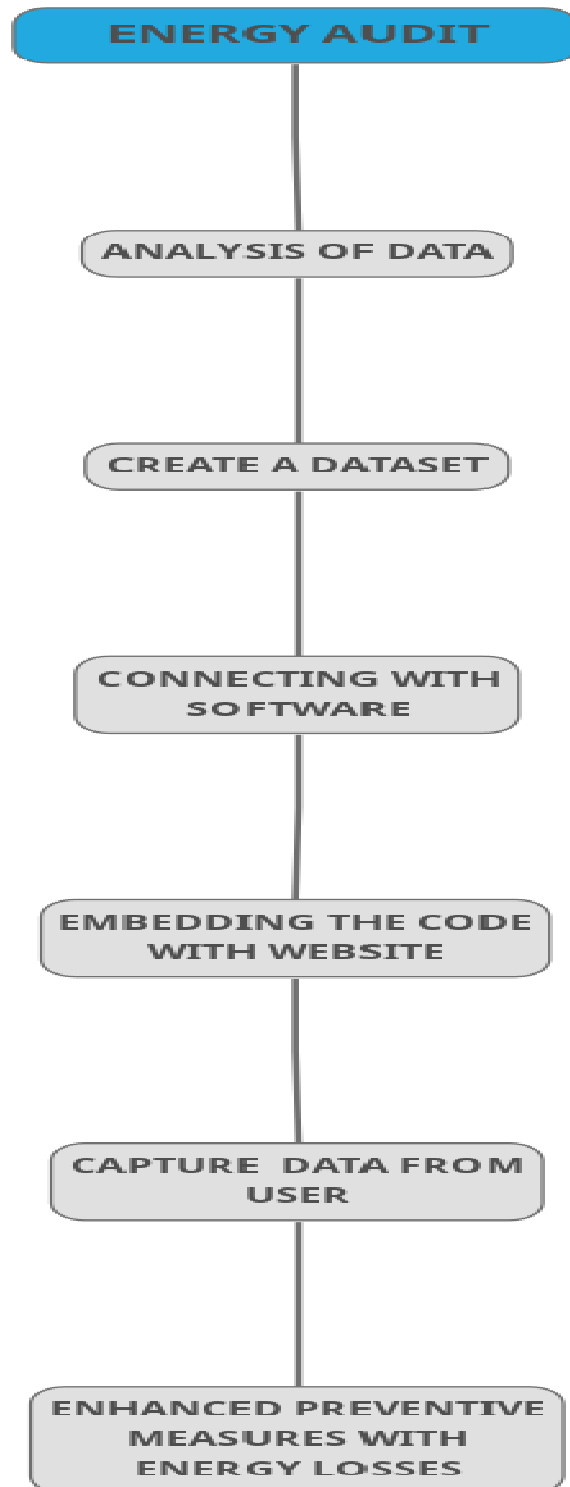 ENERGY AUDIT
ANALYSIS OF DATA
CREATE A DATASET
CONNECTING WITH
SOFTWARE
EMBEDDING THE CODE
WITH WEBSITE
CAPTURE DATA FROM
USER
ENHANCED PREVENTIVE
MEASURES WITH
ENERGY LOSSES